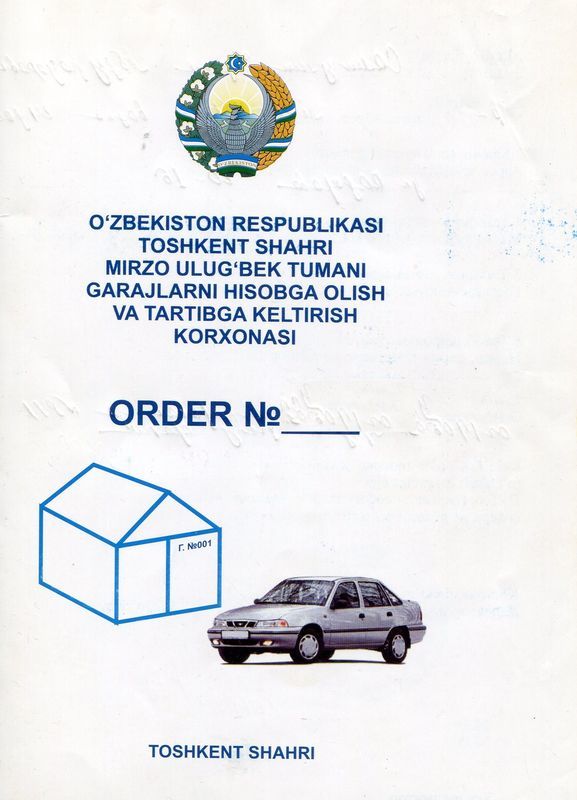 O'ZBEKISTON
O‘ZBEKISTON RESPUBLIKASI
TOSHKENT SHAHRI
MIRZO ULUG‘BEK TUMANI
GARAJLARNI HISOBGA OLISH
VA TARTIBGA KELTIRISH
KORXONASI
ORDER №____
Г. №001
TOSHKENT SHAHRI